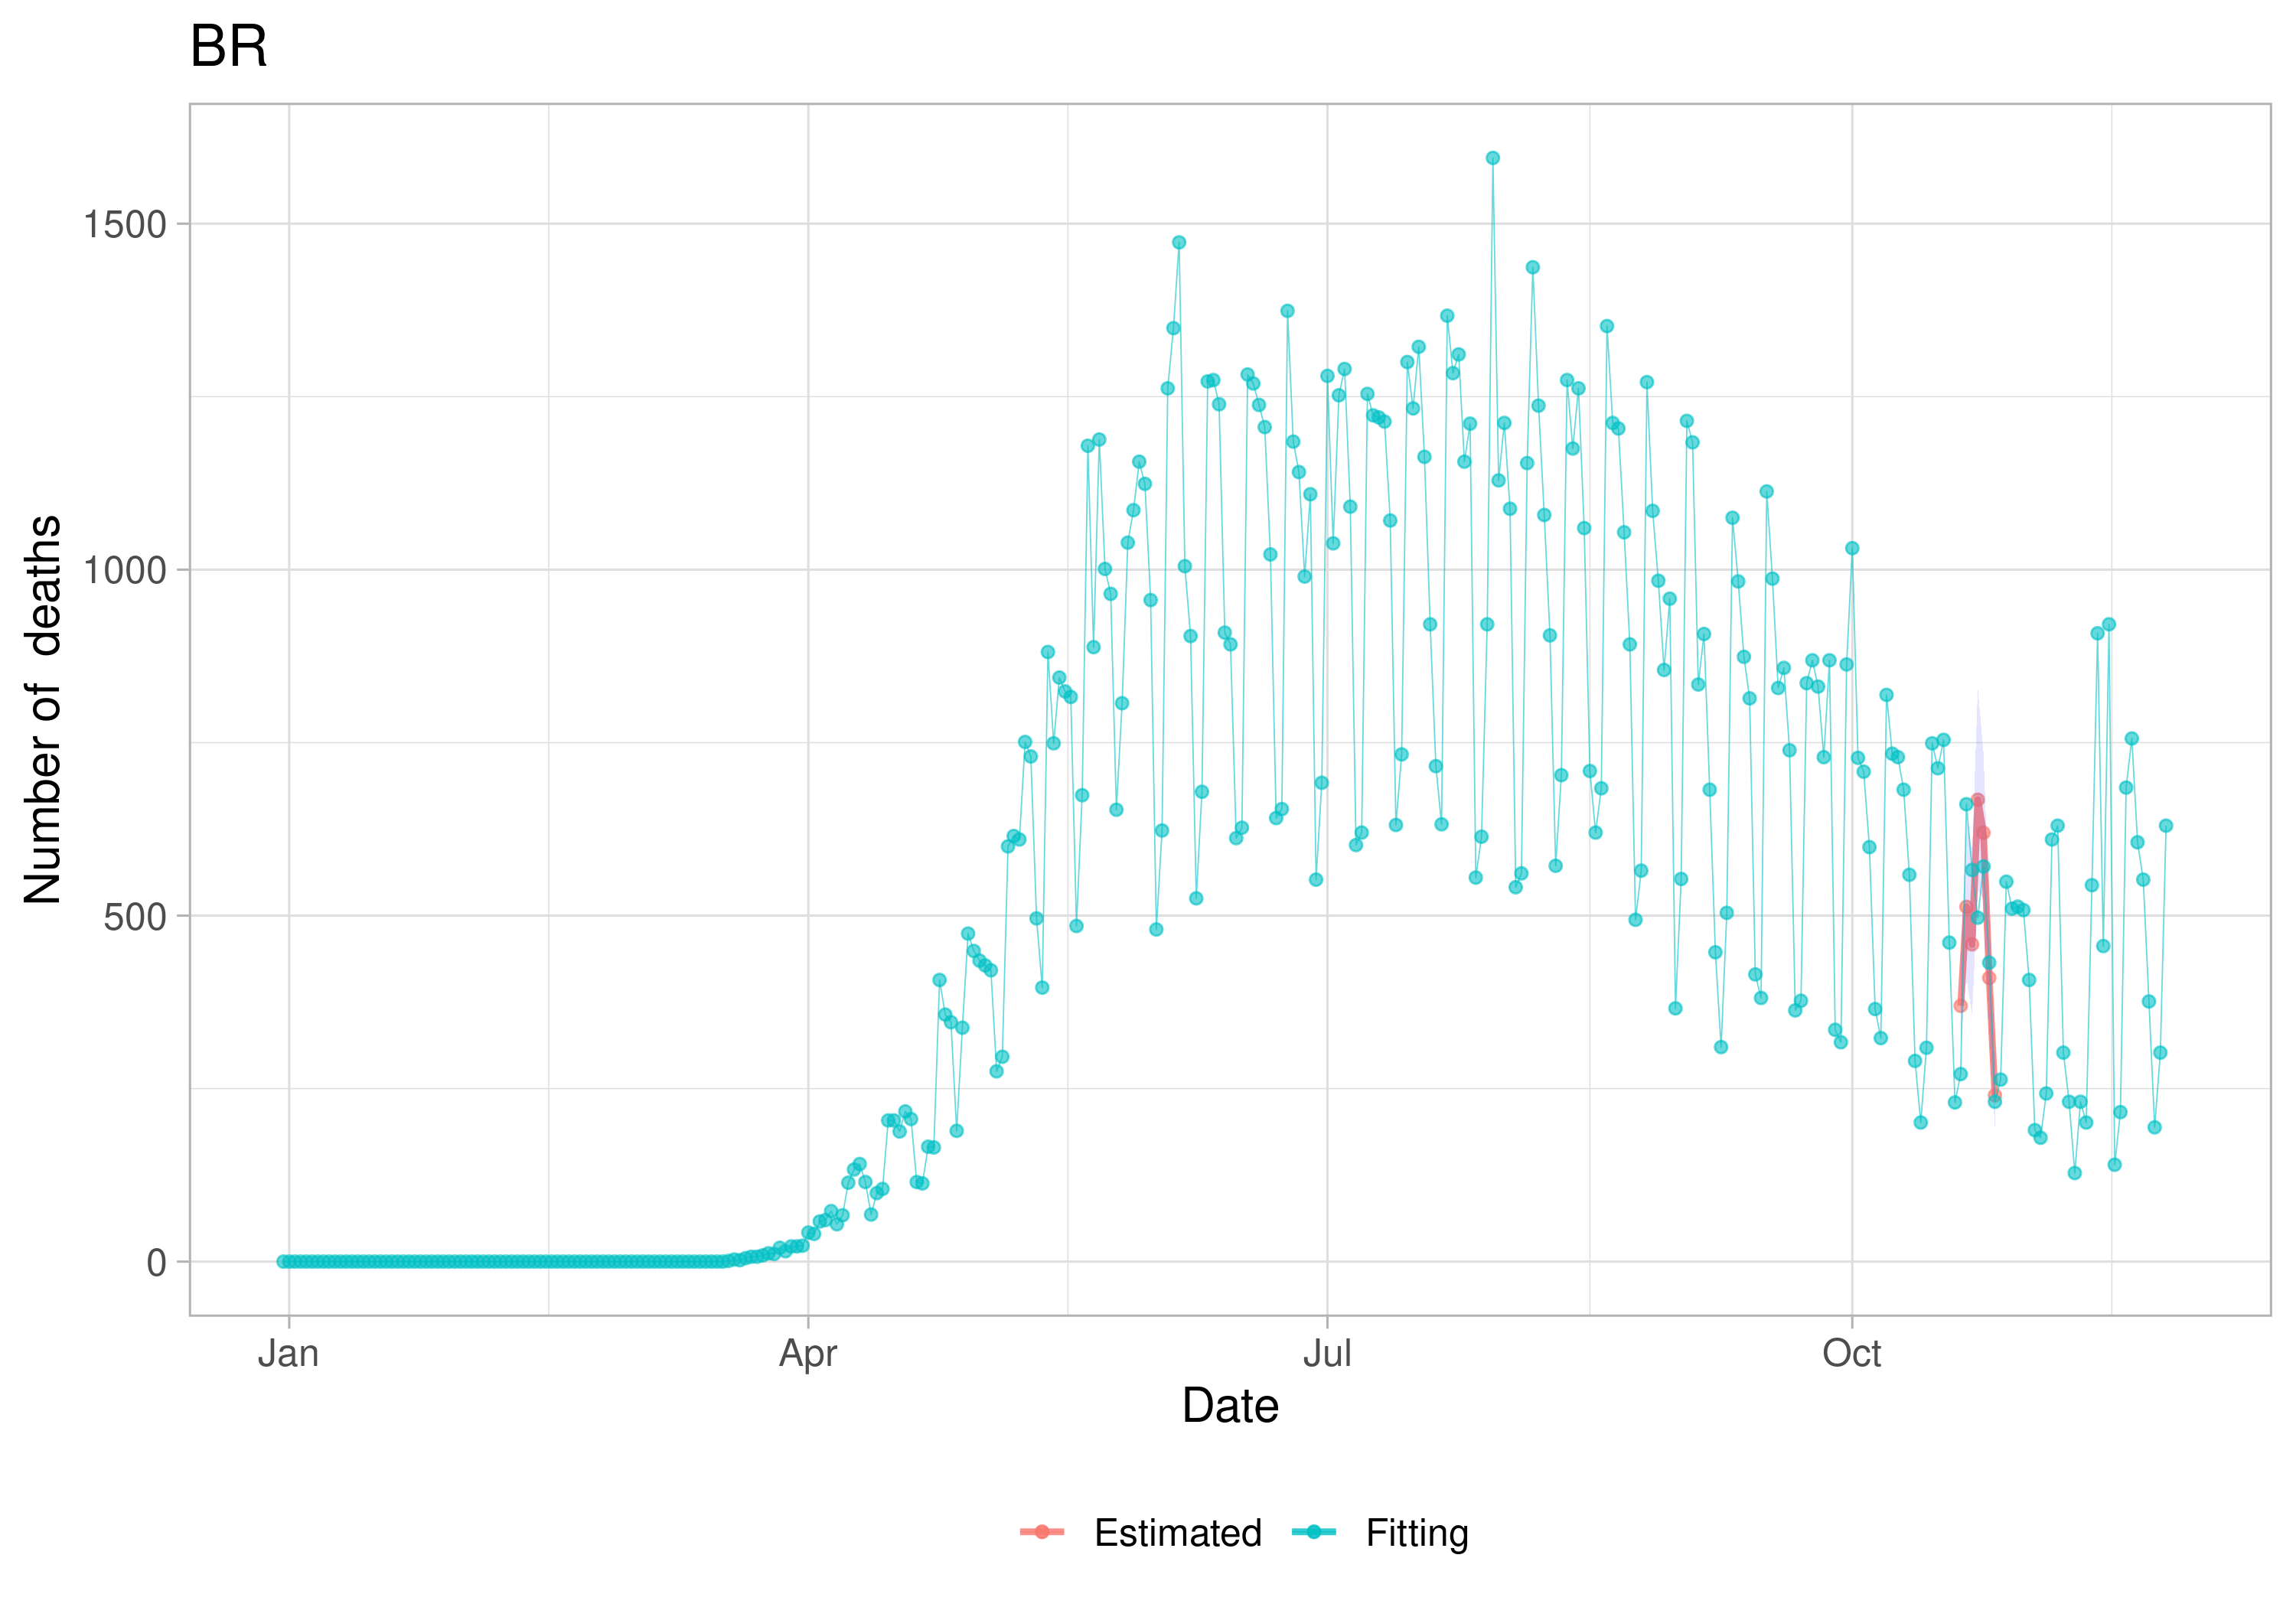 BR
1500
1000
500
0
Number of deaths
Jan Apr Jul Oct
Date
Estimated Fitting